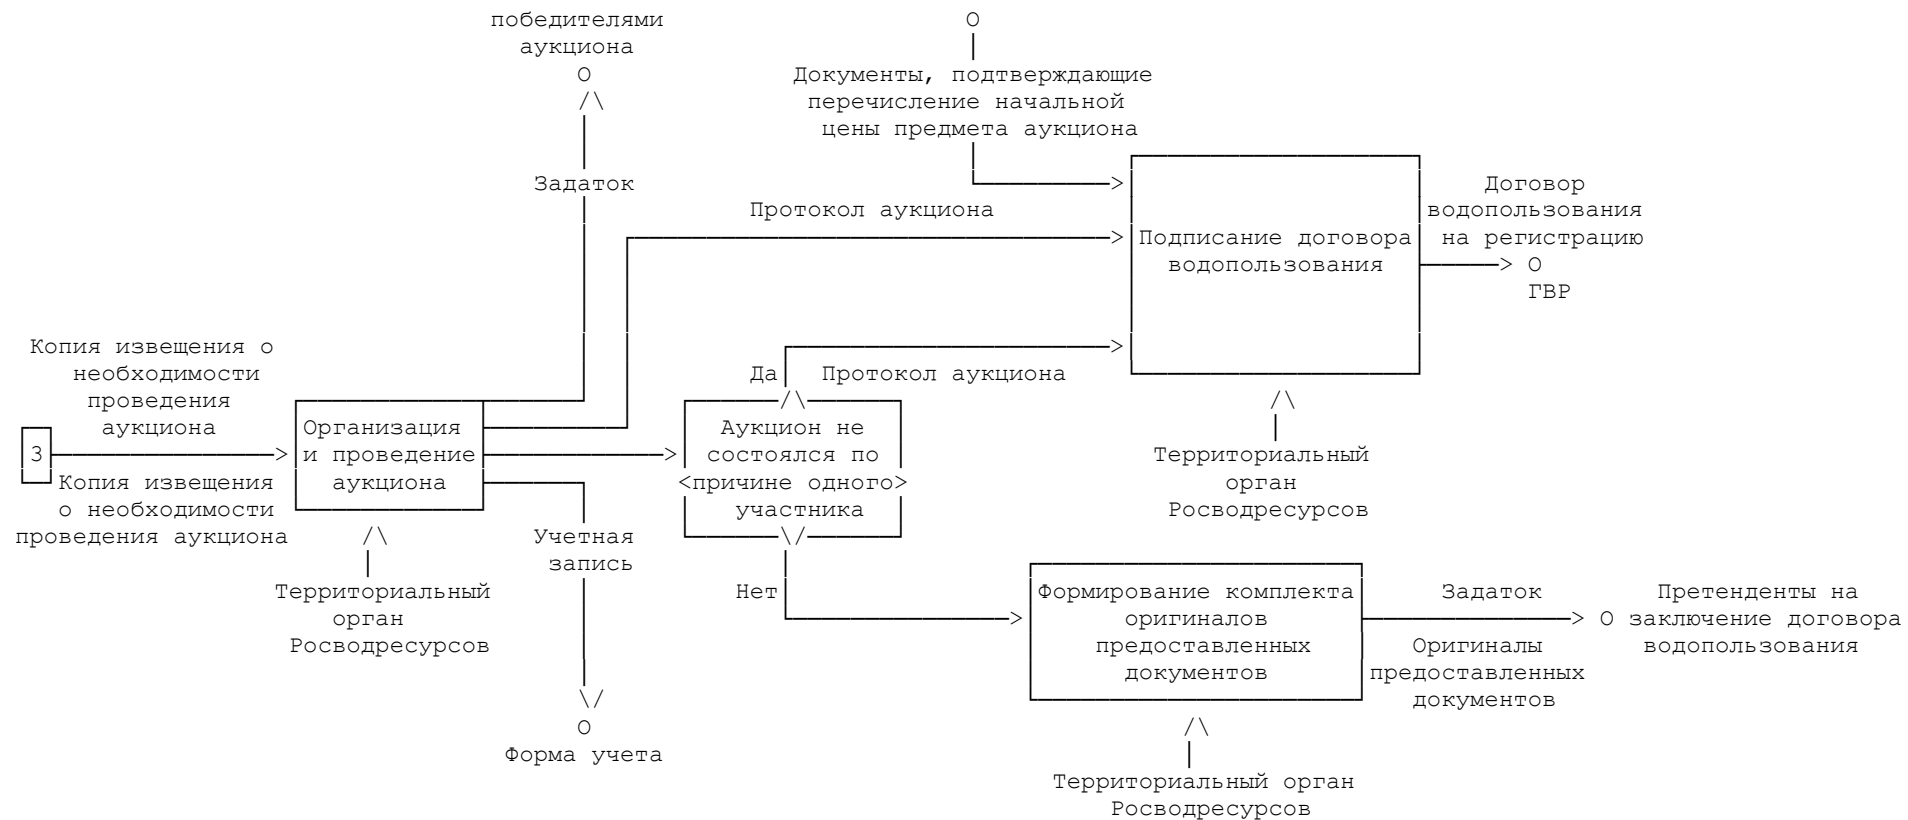 победителями
аукциона
О
О
Документы, подтверждающие
перечисление начальной
цены предмета аукциона
Задаток
Протокол аукциона
Подписание договора
водопользования
Договор
водопользования
на регистрацию
О
ГВР
Копия извещения о
необходимости
проведения
аукциона
3
Копия извещения
о необходимости
проведения аукциона
Организация
и проведение
аукциона
Территориальный
орган
Росводресурсов
Учетная
запись
О
Форма учета
Да
Протокол аукциона
Аукцион не
состоялся по
<причине одного>
участника
Нет
Территориальный
орган
Росводресурсов
Формирование комплекта
оригиналов
предоставленных
документов
Территориальный орган
Росводресурсов
Задаток
Оригиналы
предоставленных
документов
Претенденты на
О заключение договора
водопользования